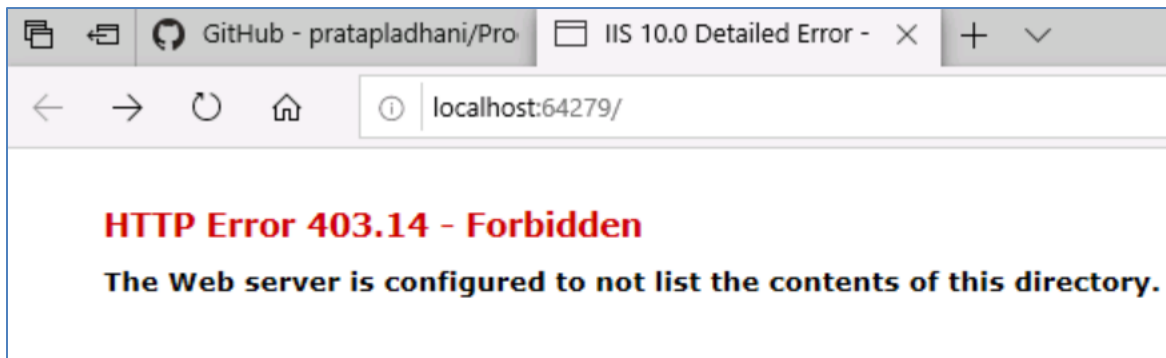 GitHub - pratapladhani/Pro
IIS 10.0 Detailed Error -
localhost:64279/
HTTP Error 403.14 - Forbidden
The Web server is configured to not list the contents of this directory.